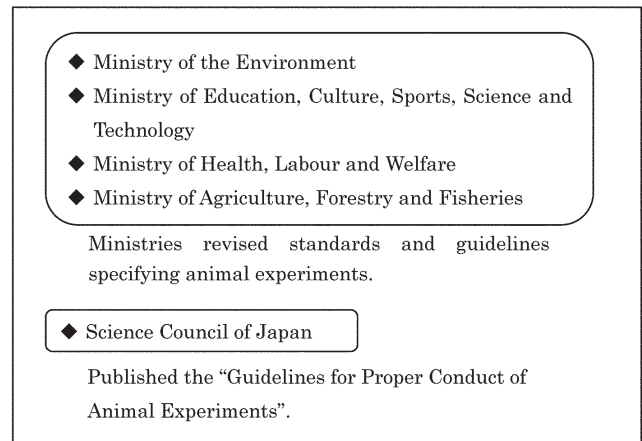 ◆ Ministry of the Environment
◆ Ministry of Education, Culture, Sports, Science and
Technology
◆ Ministry of Health, Labour and Welfare
◆ Ministry of Agriculture, Forestry and Fisheries
Ministries revised standards and guidelines
specifying animal experiments.
◆ Science Council of Japan
Published the “Guidelines for Proper Conduct of
Animal Experiments”.